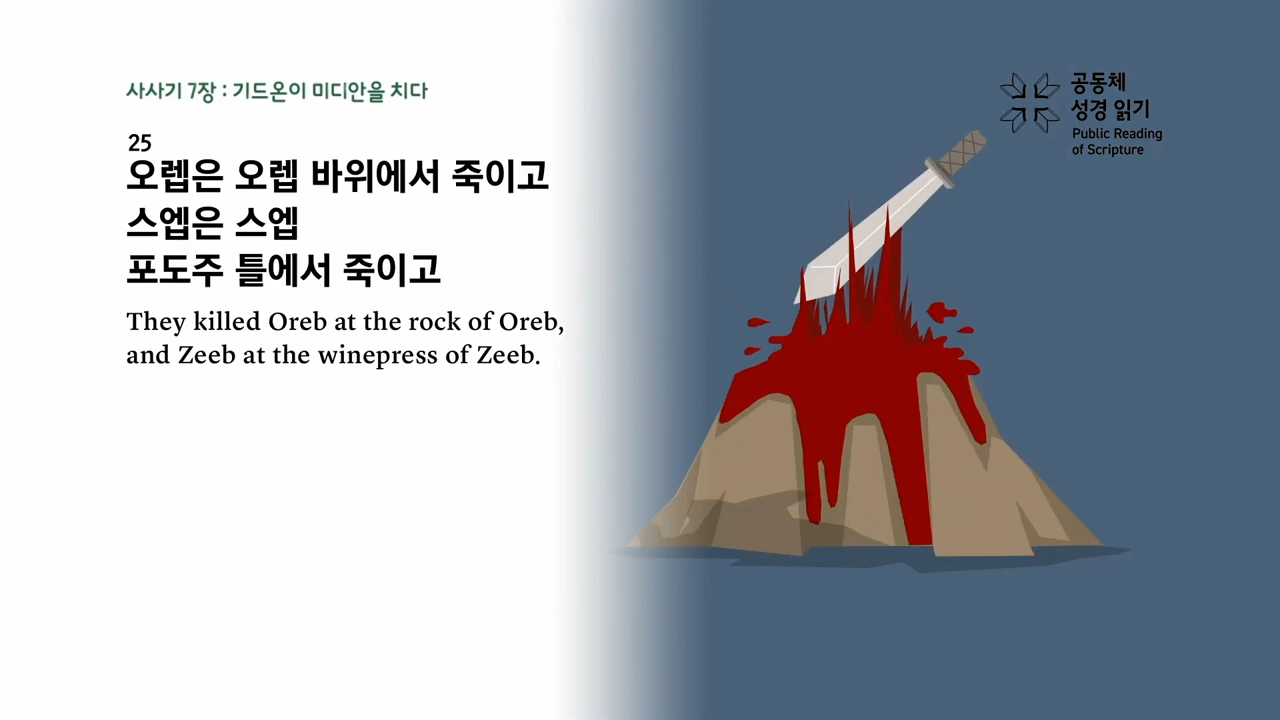 사사기 7장 : 기드온이 미디안을 치다
25
오렙은 오렙 바위에서 죽이고
스엡은 스엡
포도주 틀에서 죽이고
They killed Oreb at the rock of Oreb,
and Zeeb at the winepress of Zeeb.
공동체
성경 읽기
Public Reading
of Scripture